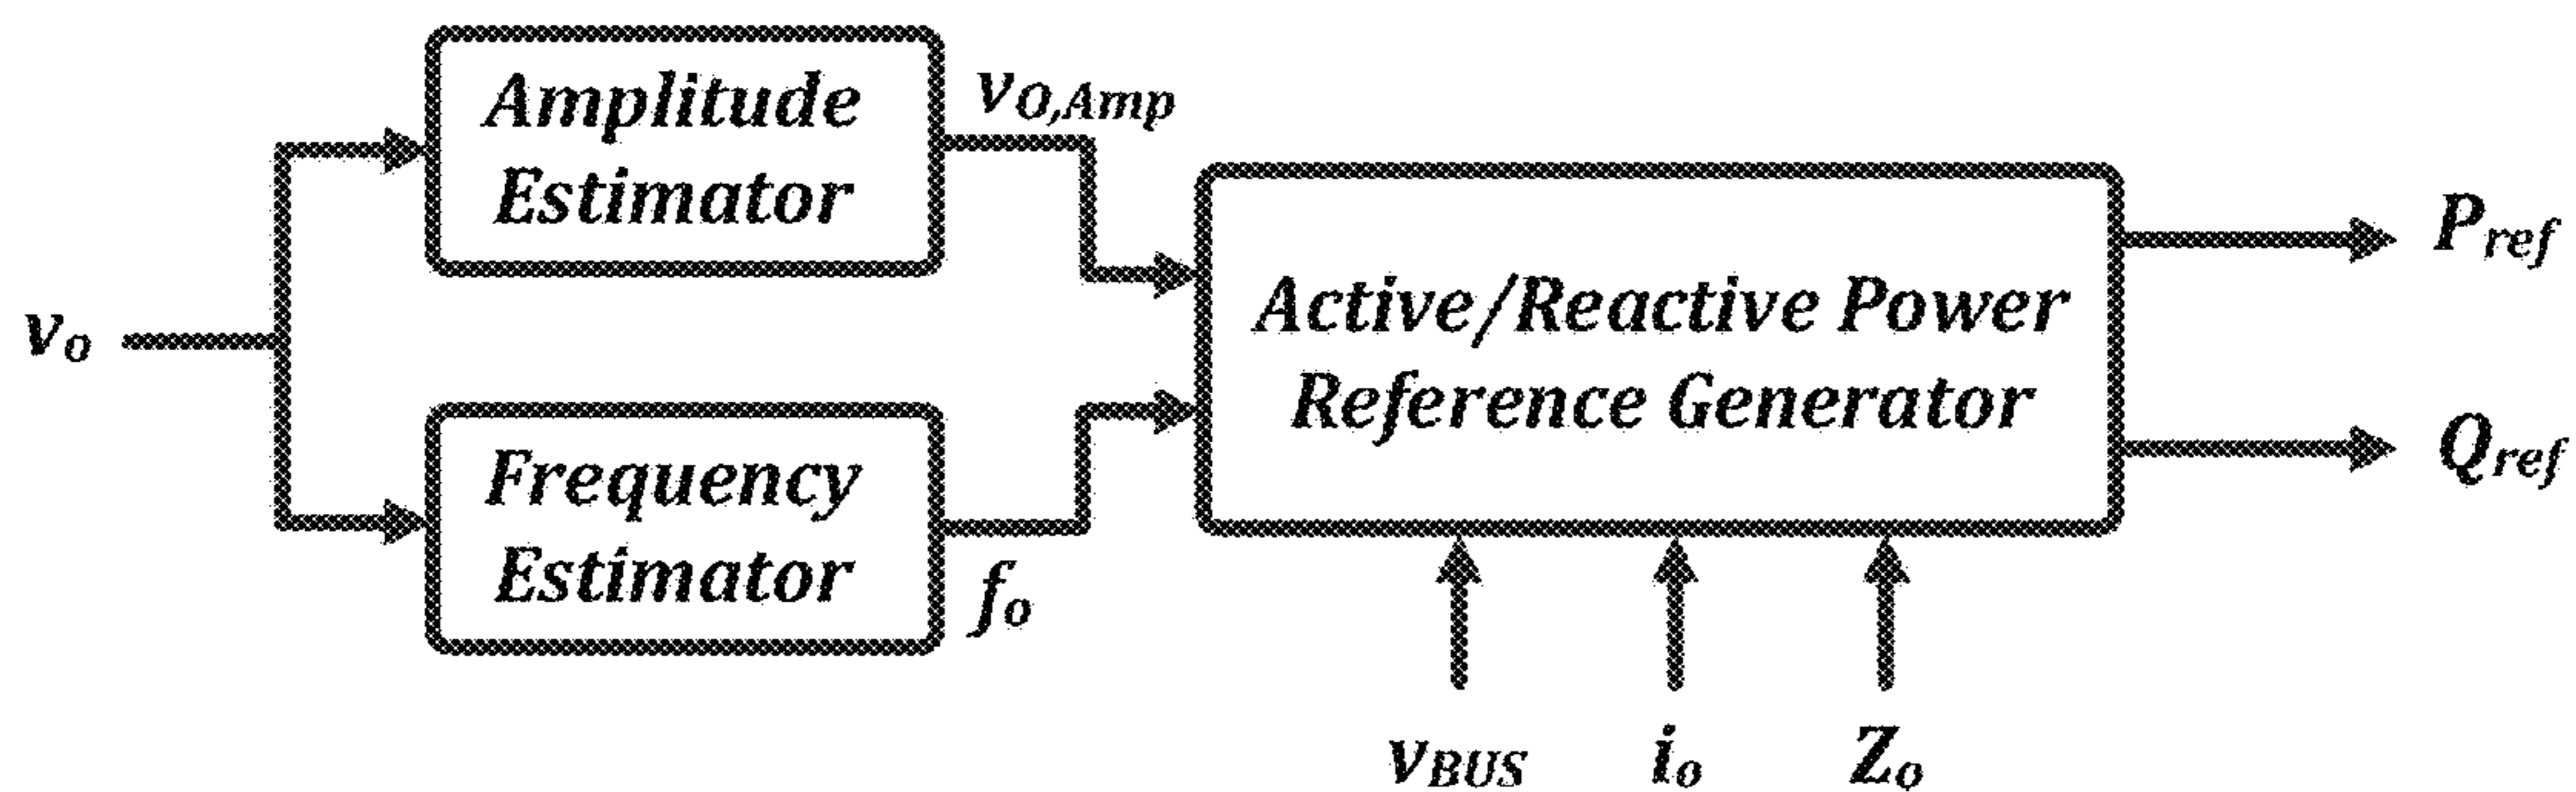 Amplitude
Estimator
vO,Amp
vo
Frequency
Estimator
fo
Active/Reactive Power
Reference Generator
Pref
Qref
vBUS
io
Zo